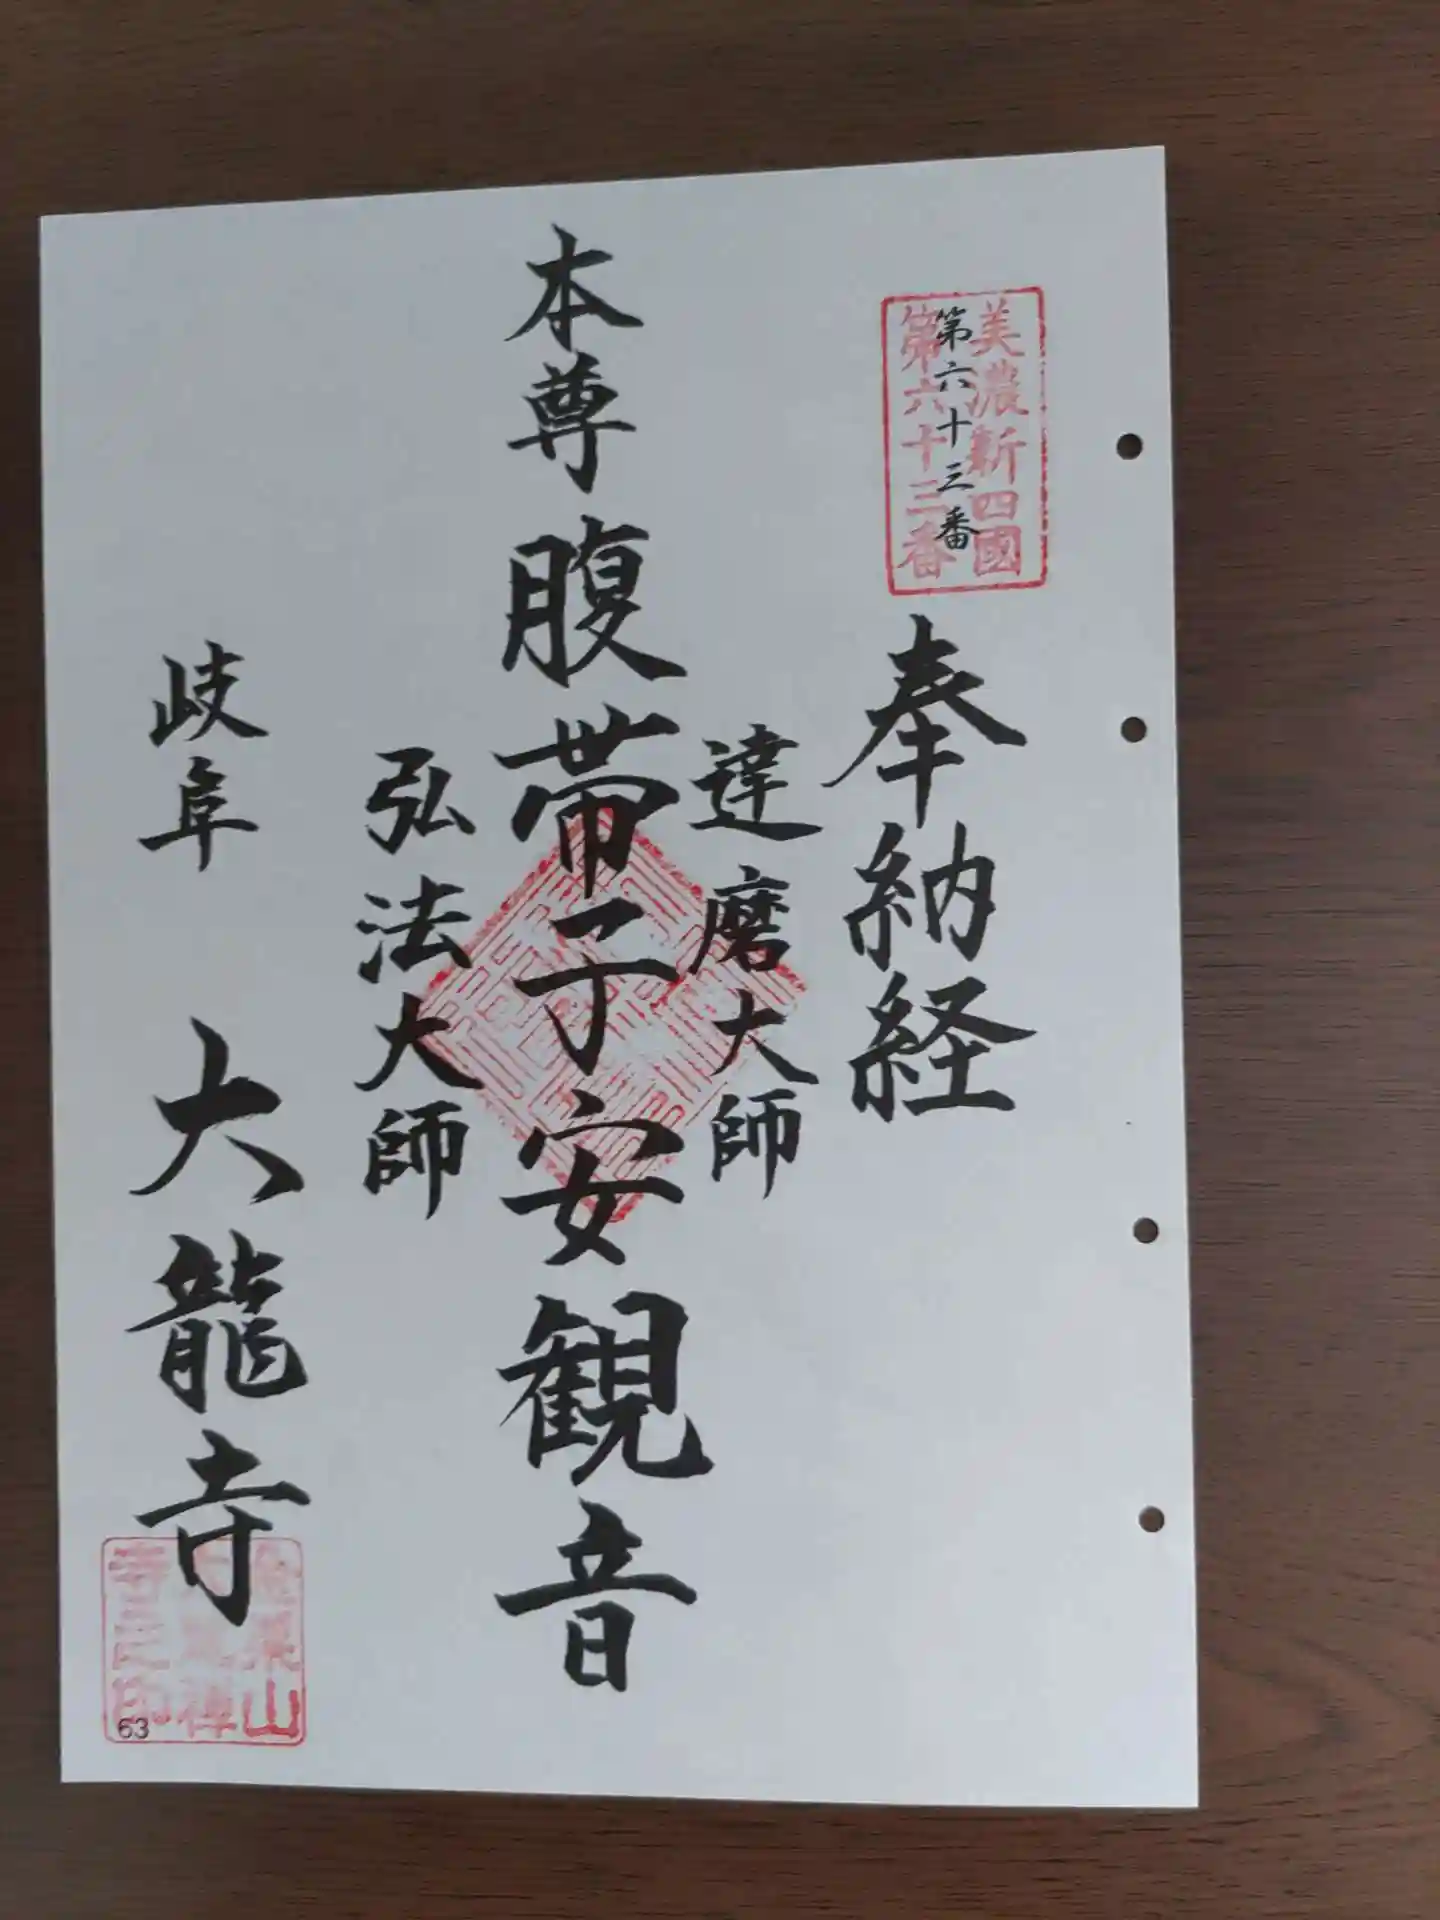 美濃新四國
第六十三番
第六十三番
奉納経
達磨大師
本尊腹帯子安観音
弘法大師
岐阜 大龍寺
63